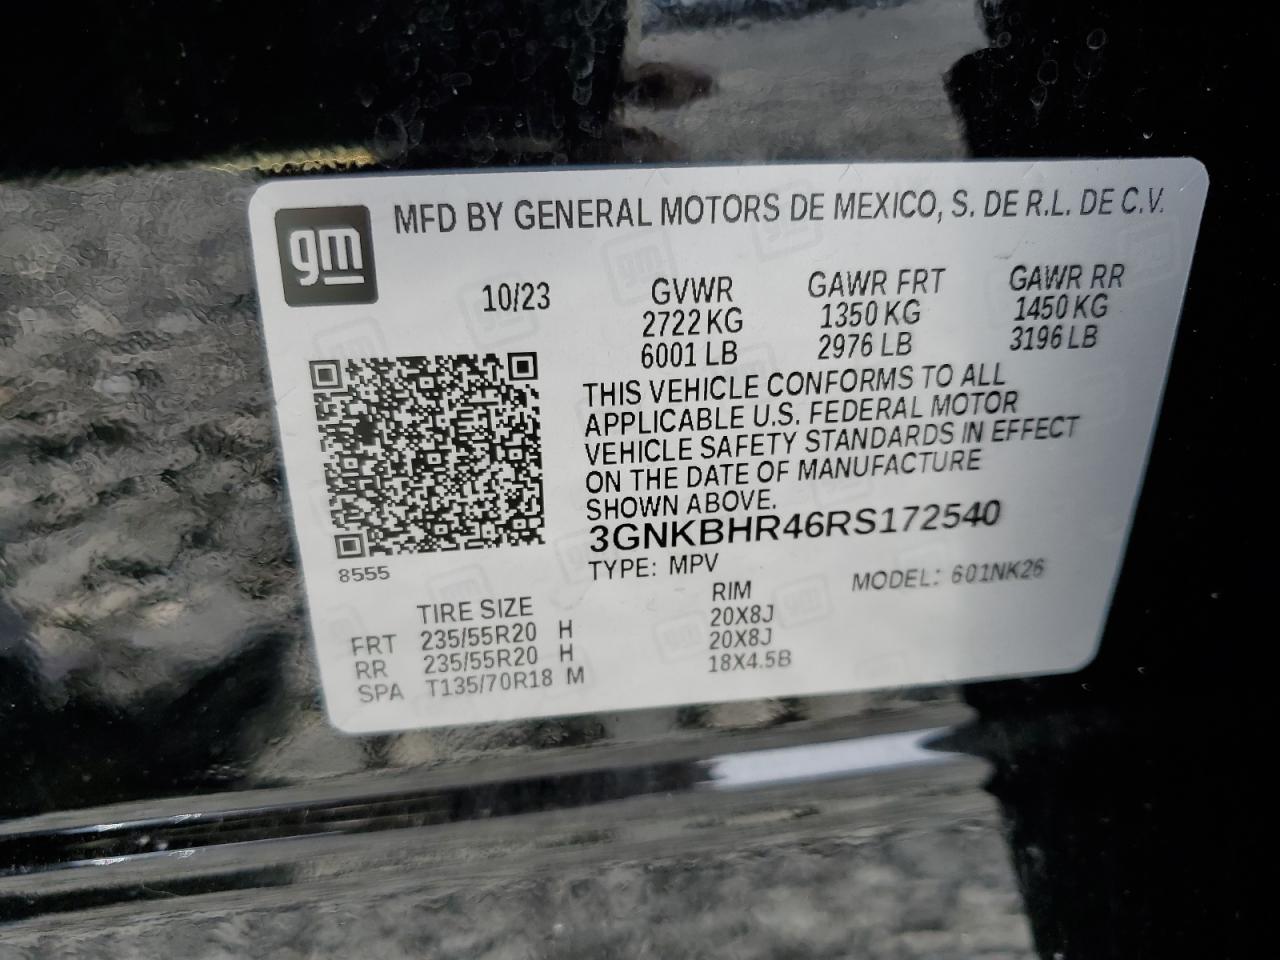 gm
MFD BY GENERAL MOTORS DE MEXICO, S. DE R.L. DE C.V.
10/23
GVWR GAWR FRT GAWR RR
2722 KG 1350 KG 1450 KG
6001 LB 2976 LB 3196 LB
THIS VEHICLE CONFORMS TO ALL
APPLICABLE U.S. FEDERAL MOTOR
VEHICLE SAFETY STANDARDS IN EFFECT
ON THE DATE OF MANUFACTURE
SHOWN ABOVE.
3GNKBHR46RS172540
8555
TYPE: MPV MODEL: 601NK26
TIRE SIZE RIM
FRT 235/55R20 H 20X8J
RR 235/55R20 H 20X8J
SPA T135/70R18 M 18X4.5B